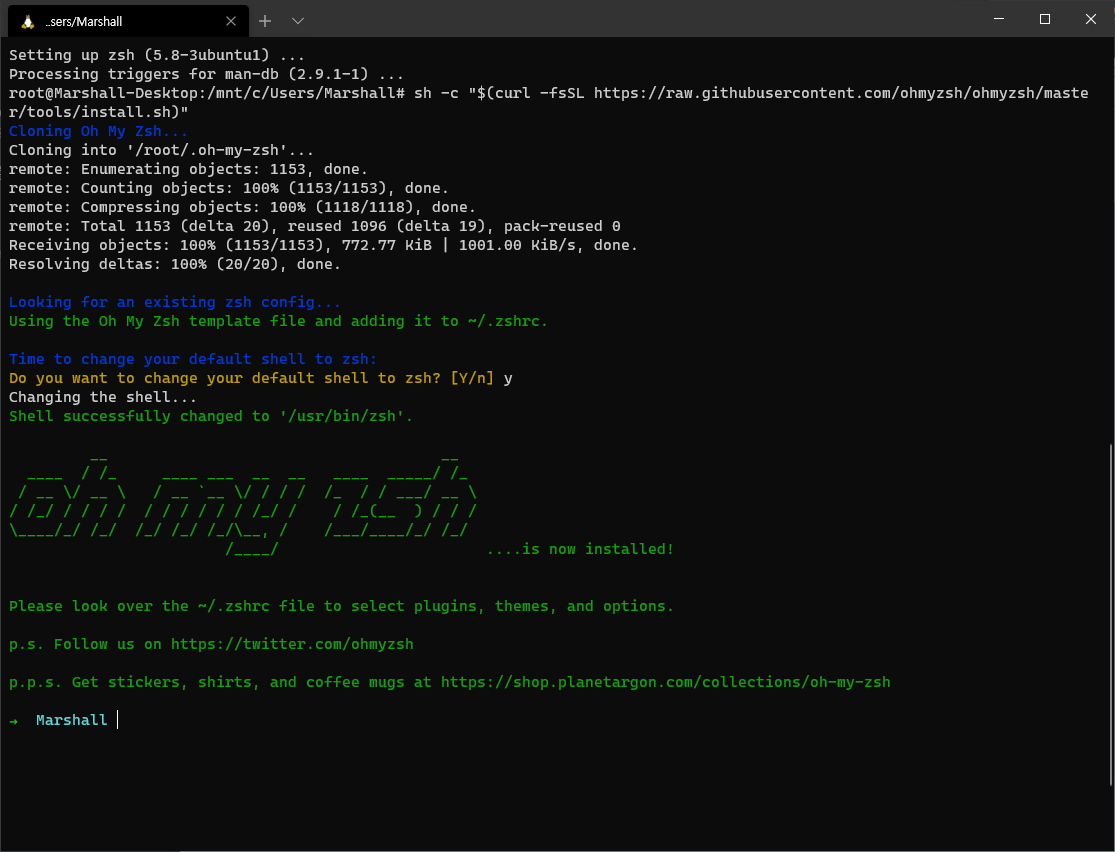 ..sers/Marshall
Setting up zsh (5.8-3ubuntu1) ...
Processing triggers for man-db (2.9.1-1) ...
root@Marshall-Desktop:/mnt/c/Users/Marshall# sh -c "$(curl -fsSL https://raw.githubusercontent.com/ohmyzsh/ohmyzsh/maste
r/tools/install.sh)"
Cloning Oh My Zsh...
Cloning into '/root/.oh-my-zsh'...
remote: Enumerating objects: 1153, done.
remote: Counting objects: 100% (1153/1153), done.
remote: Compressing objects: 100% (1118/1118), done.
remote: Total 1153 (delta 20), reused 1096 (delta 19), pack-reused 0
Receiving objects: 100% (1153/1153), 772.77 KiB | 1001.00 KiB/s, done.
Resolving deltas: 100% (20/20), done.
Looking for an existing zsh config...
Using the Oh My Zsh template file and adding it to ~/.zshrc.
Time to change your default shell to zsh:
Do you want to change your default shell to zsh? [Y/n] y
Changing the shell...
Shell successfully changed to '/usr/bin/zsh'.
oh my zsh
....is now installed!
Please look over the ~/.zshrc file to select plugins, themes, and options.
p.s. Follow us on https://twitter.com/ohmyzsh
p.p.s. Get stickers, shirts, and coffee mugs at https://shop.planetargon.com/collections/oh-my-zsh
→ Marshall